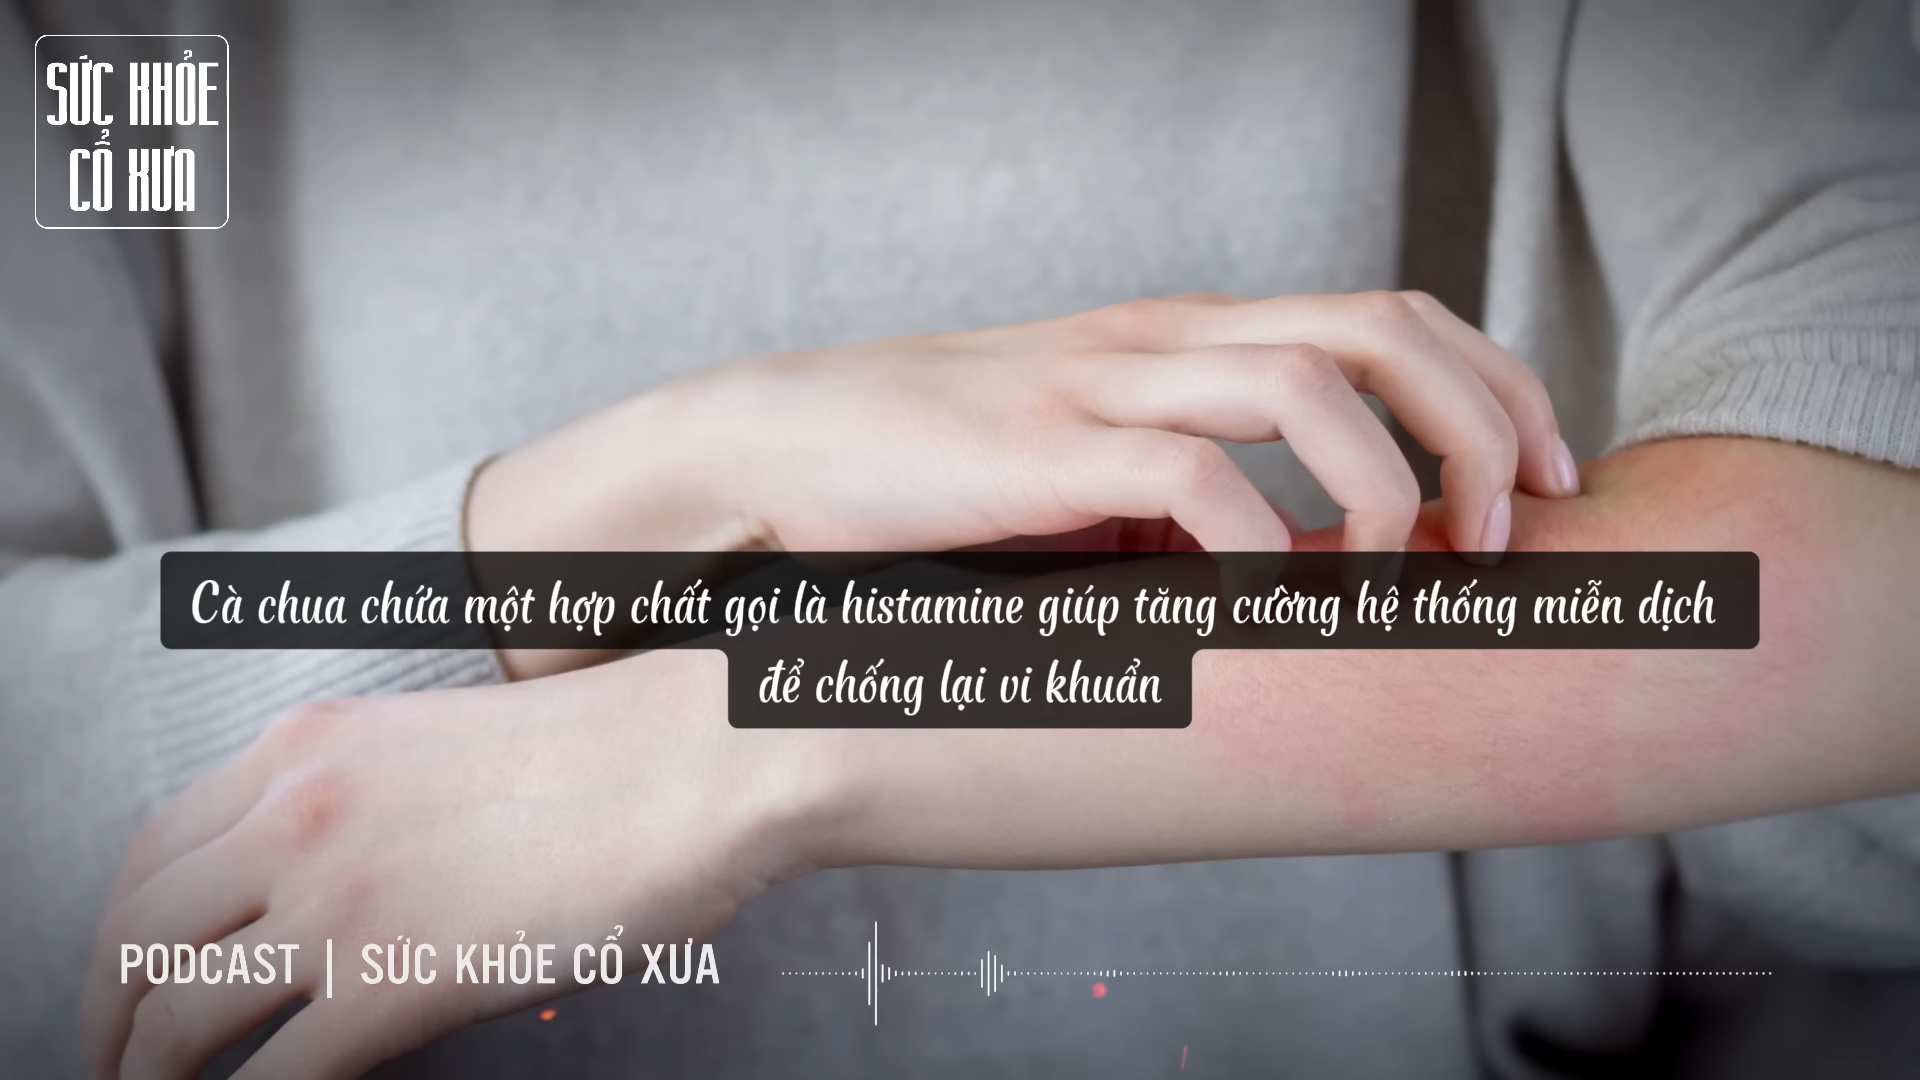 SỨC KHỎE
CỔ XƯA
Cà chua chứa một hợp chất gọi là histamine giúp tăng cường hệ thống miễn dịch
để chống lại vi khuẩn
PODCAST | SỨC KHỎE CỔ XƯA